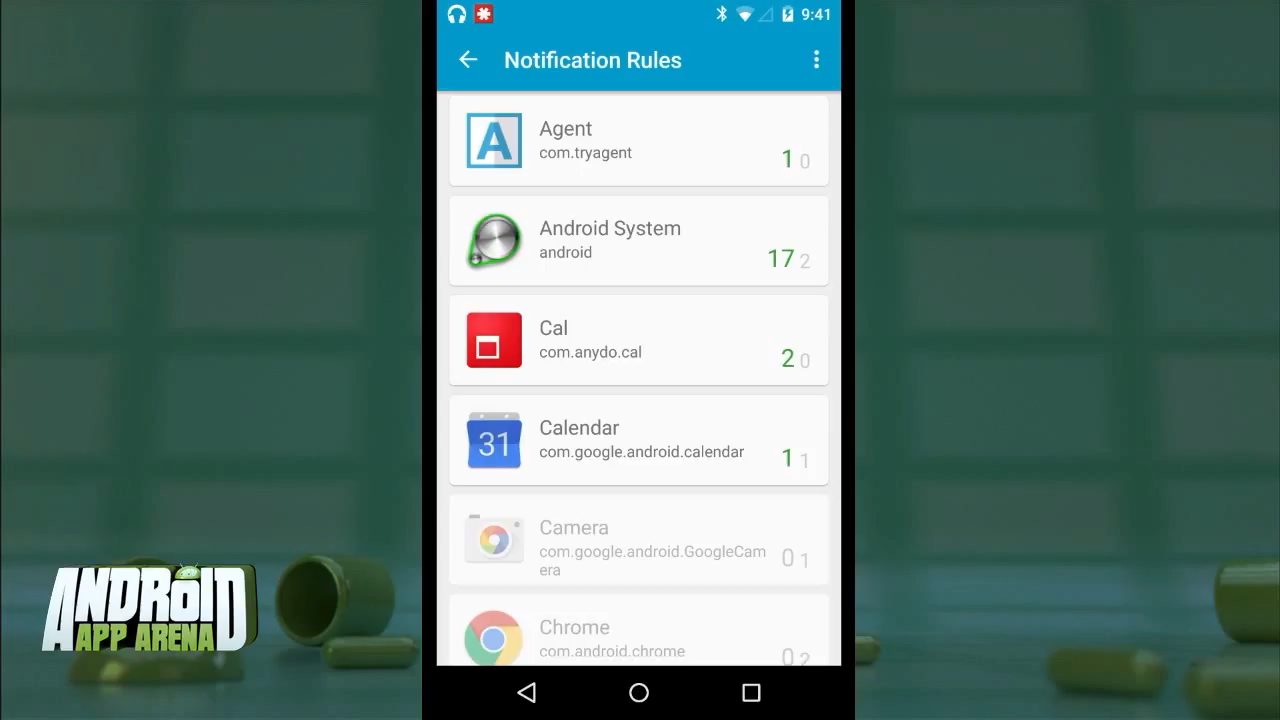 9:41
Notification Rules
Agent
com.tryagent
1 0
Android System
android
17 2
Cal
com.anydo.cal
2 0
31
Calendar
com.google.android.calendar
1 1
Camera
com.google.android.GoogleCam
era
0 1
Chrome
com.android.chrome
0 2
ANDROID
APP ARENA